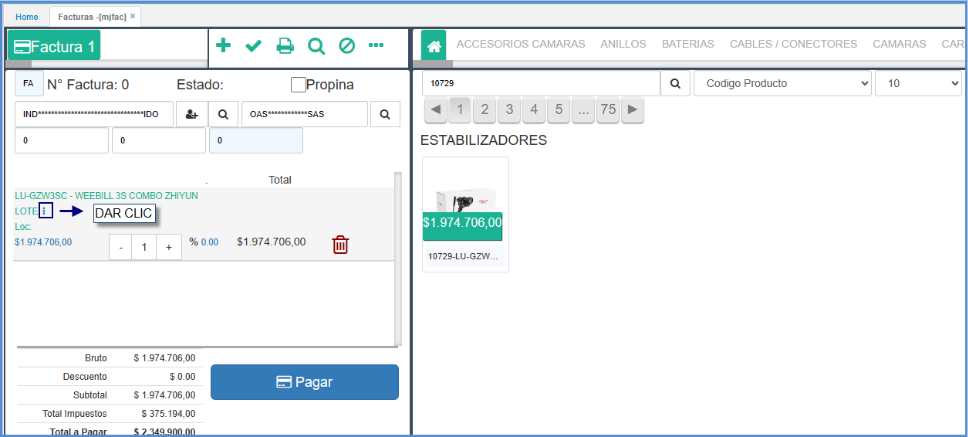 Home
Facturas -[mjfac] ×
Factura 1
ACCESORIOS CAMARAS ANILLOS BATERIAS CABLES / CONECTORES CAMARAS CAR
FA N° Factura: 0 Estado: Propina
10729
Codigo Producto
10
IND********************************IDO
OAS************SAS
0
0
0
◀ 1 2 3 4 5 ... 75 ▶
ESTABILIZADORES
. Total
LU-GZW3SC - WEEBILL 3S COMBO ZHIYUN
LOTE
DAR CLIC
Loc:
$1.974.706,00 - 1 + % 0.00 $1.974.706,00
$1.974.706,00
10729-LU-GZW...
Bruto $ 1.974.706,00
Descuento $ 0.00
Subtotal $ 1.974.706,00
Total Impuestos $ 375.194,00
Total a Pagar $ 2.349.900,00
Pagar